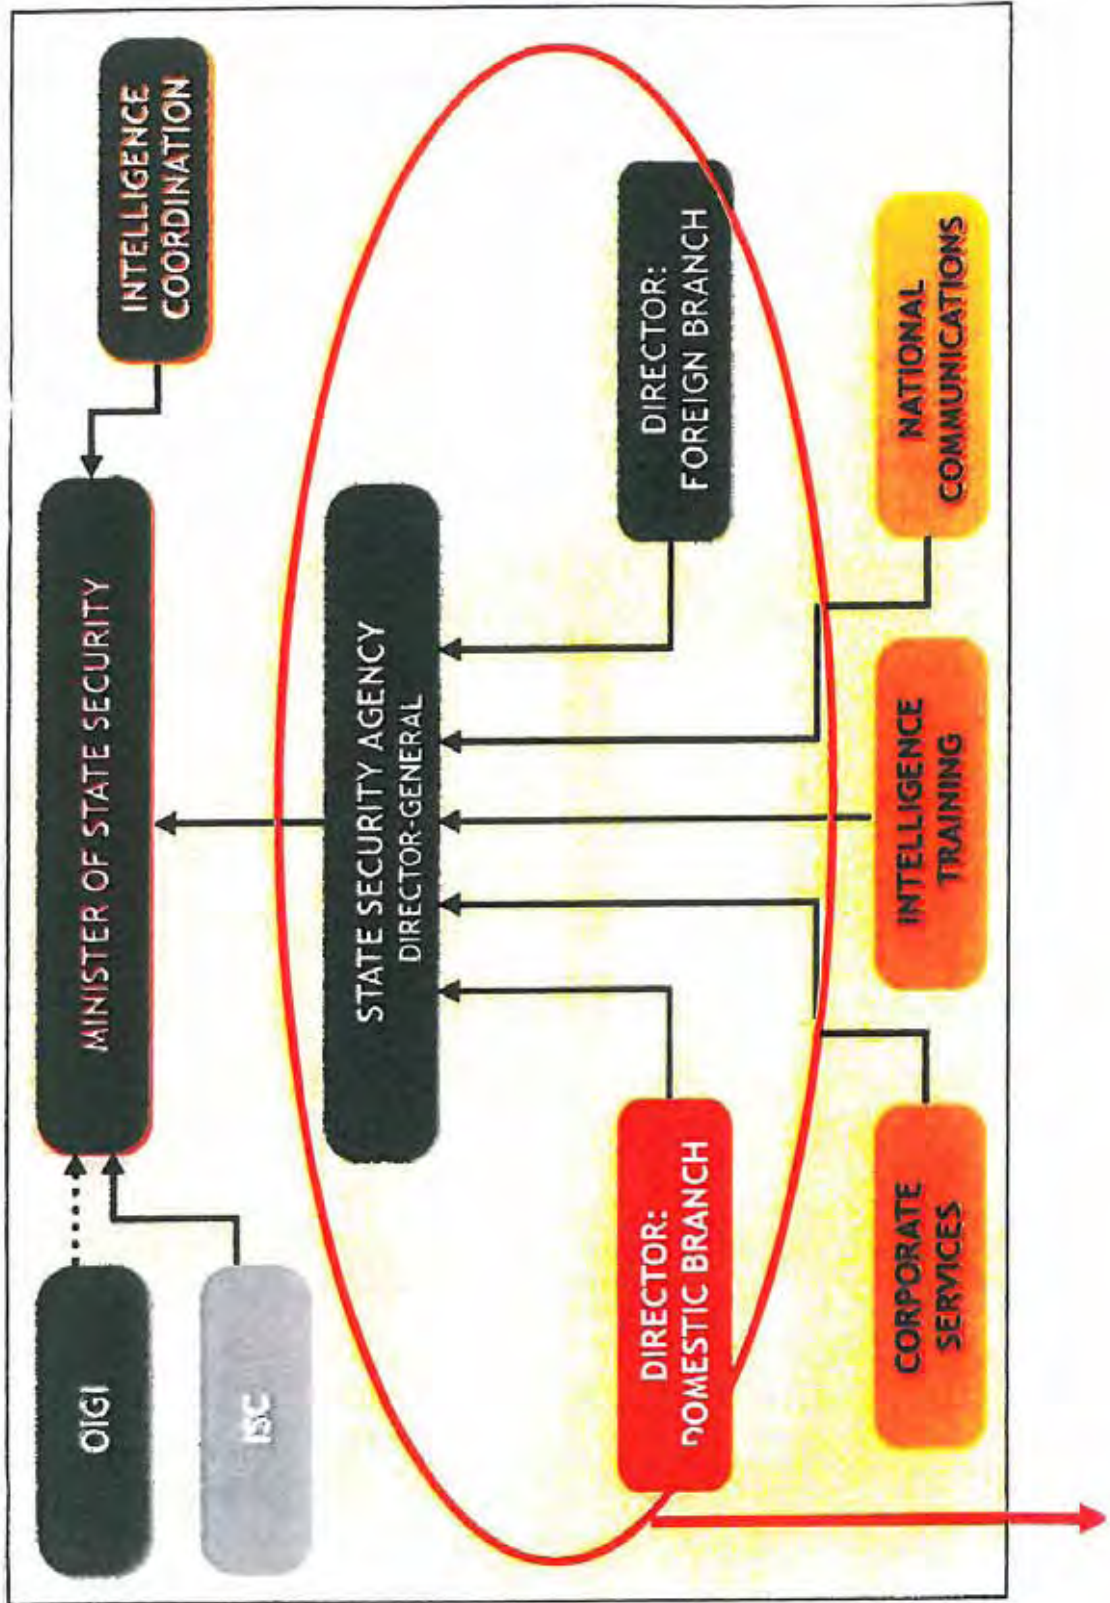 OIGI
MINISTER OF STATE SECURITY
INTELLIGENCE
COORDINATION
ISC
STATE SECURITY AGENCY
DIRECTOR-GENERAL
DIRECTOR:
DOMESTIC BRANCH
DIRECTOR:
FOREIGN BRANCH
CORPORATE
SERVICES
INTELLIGENCE
TRAINING
NATIONAL
COMMUNICATIONS